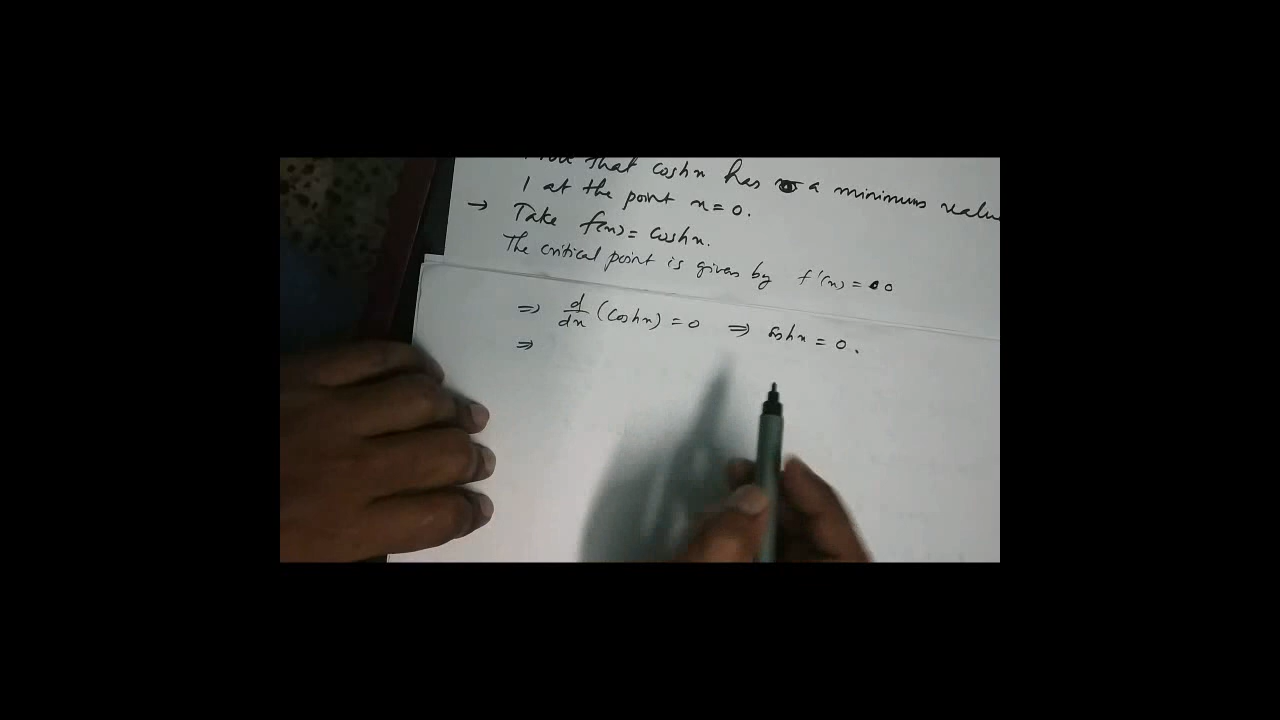 that coshx has a minimum value
1 at the point x=0.
→ Take f(x) = coshx.
The critical point is given by f'(x) = 0
⇒ d/dx (coshx) = 0 ⇒ x = 0.
⇒